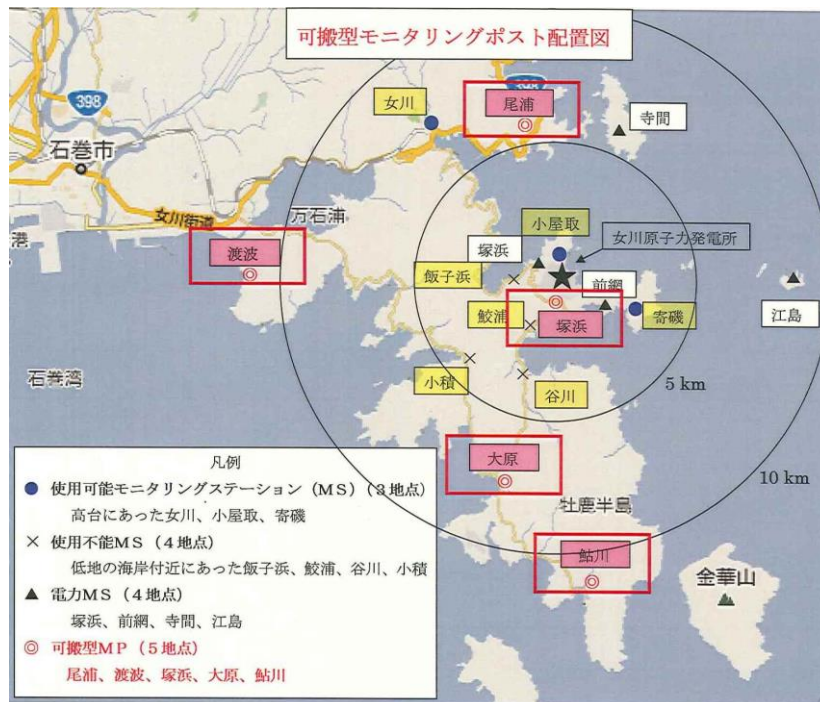 可搬型モニタリングポスト配置図
398
398
女川
尾浦
寺間
石巻市
女川街道
万石浦
小屋取
塚浜
女川原子力発電所
渡波
飯子浜
前網
港
鮫浦
塚浜
寄磯
江島
石巻湾
小積
谷川
5 km
大原
10 km
牡鹿半島
鮎川
金華山
凡例
使用可能モニタリングステーション（MS）（3地点）
高台にあった女川、小屋取、寄磯
× 使用不能MS（4地点）
低地の海岸付近にあった飯子浜、鮫浦、谷川、小積
▲ 電力MS（4地点）
塚浜、前網、寺間、江島
◎ 可搬型MP（5地点）
尾浦、渡波、塚浜、大原、鮎川